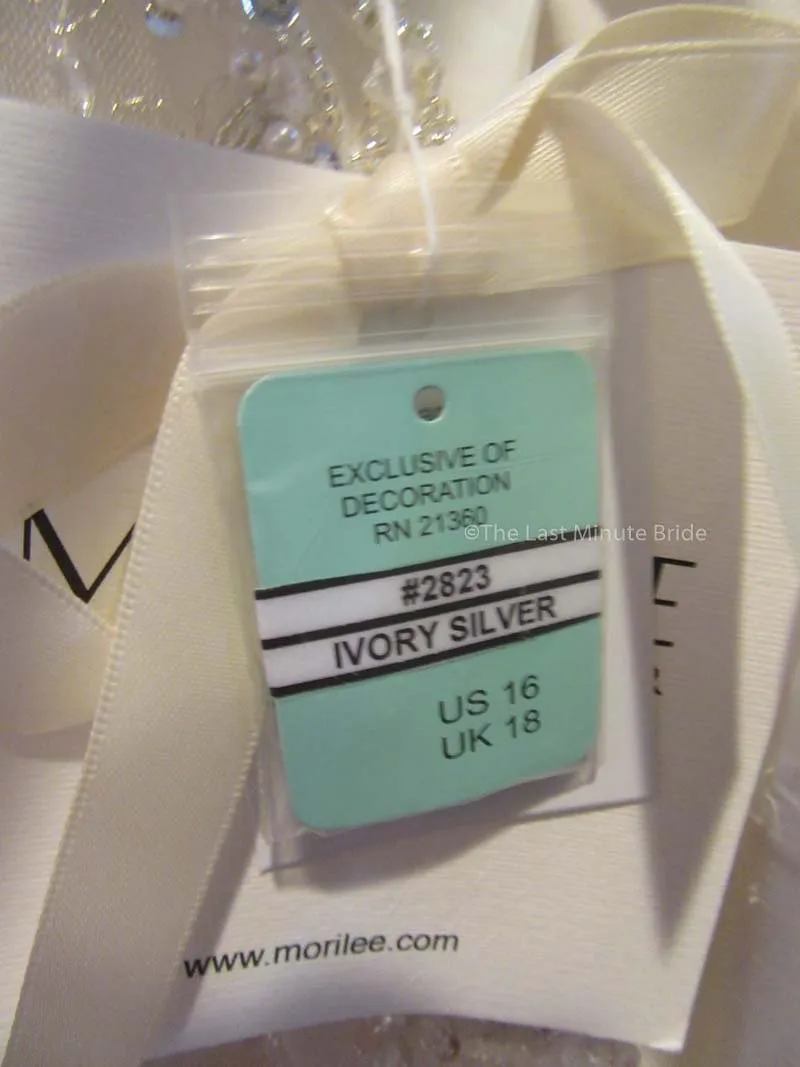 EXCLUSIVE OF
DECORATION
RN 21360
©The Last Minute Bride
#2823
IVORY SILVER
US 16
UK 18
www.morilee.com